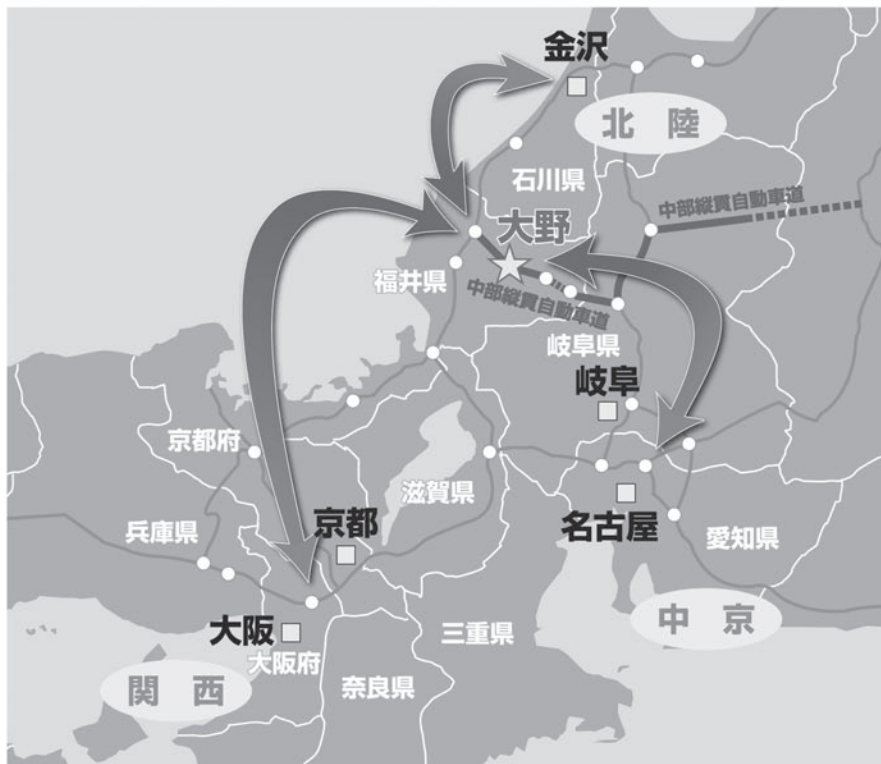 金沢
北 陸
石川県
中部縦貫自動車道
大野
福井県
中部縦貫自動車道
岐阜県
岐阜
京都府
滋賀県
兵庫県
京都
名古屋
愛知県
大阪
大阪府
三重県
中 京
関 西
奈良県